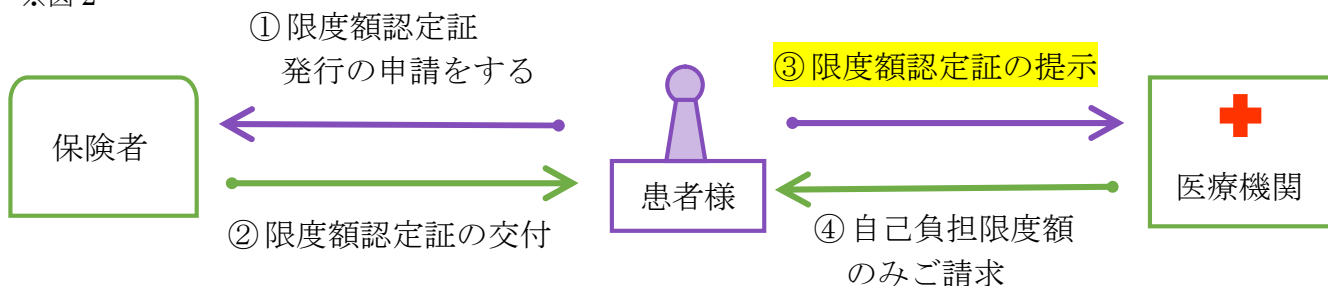 ※図 2
①限度額認定証
発行の申請をする
③限度額認定証の提示
保険者
患者様
医療機関
②限度額認定証の交付
④自己負担限度額
のみご請求